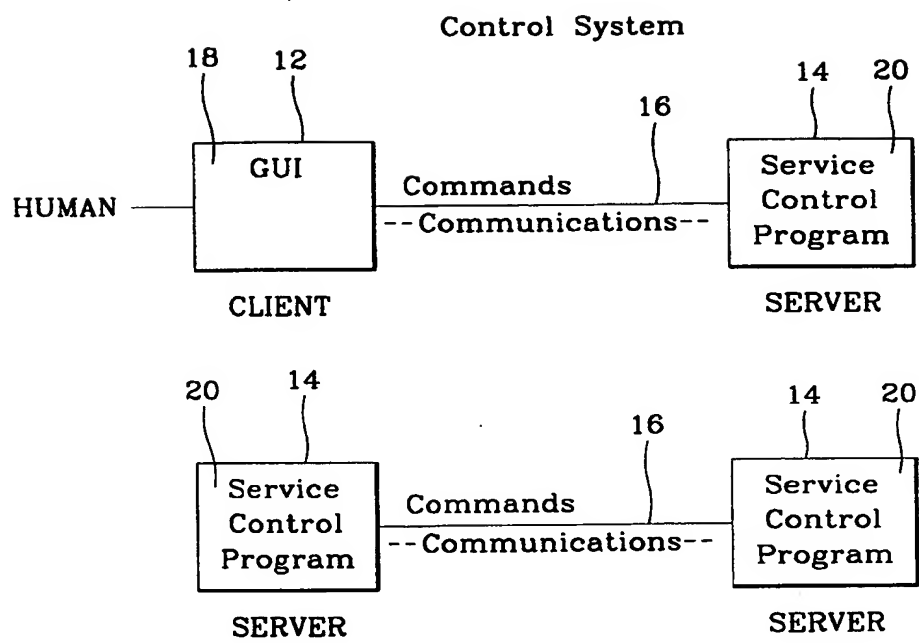 Control System
18 12 16 14 20
HUMAN
GUI
Commands
--Communications--
Service
Control
Program
CLIENT
SERVER
20 14 16 14 20
Service
Control
Program
Commands
--Communications--
Service
Control
Program
SERVER
SERVER